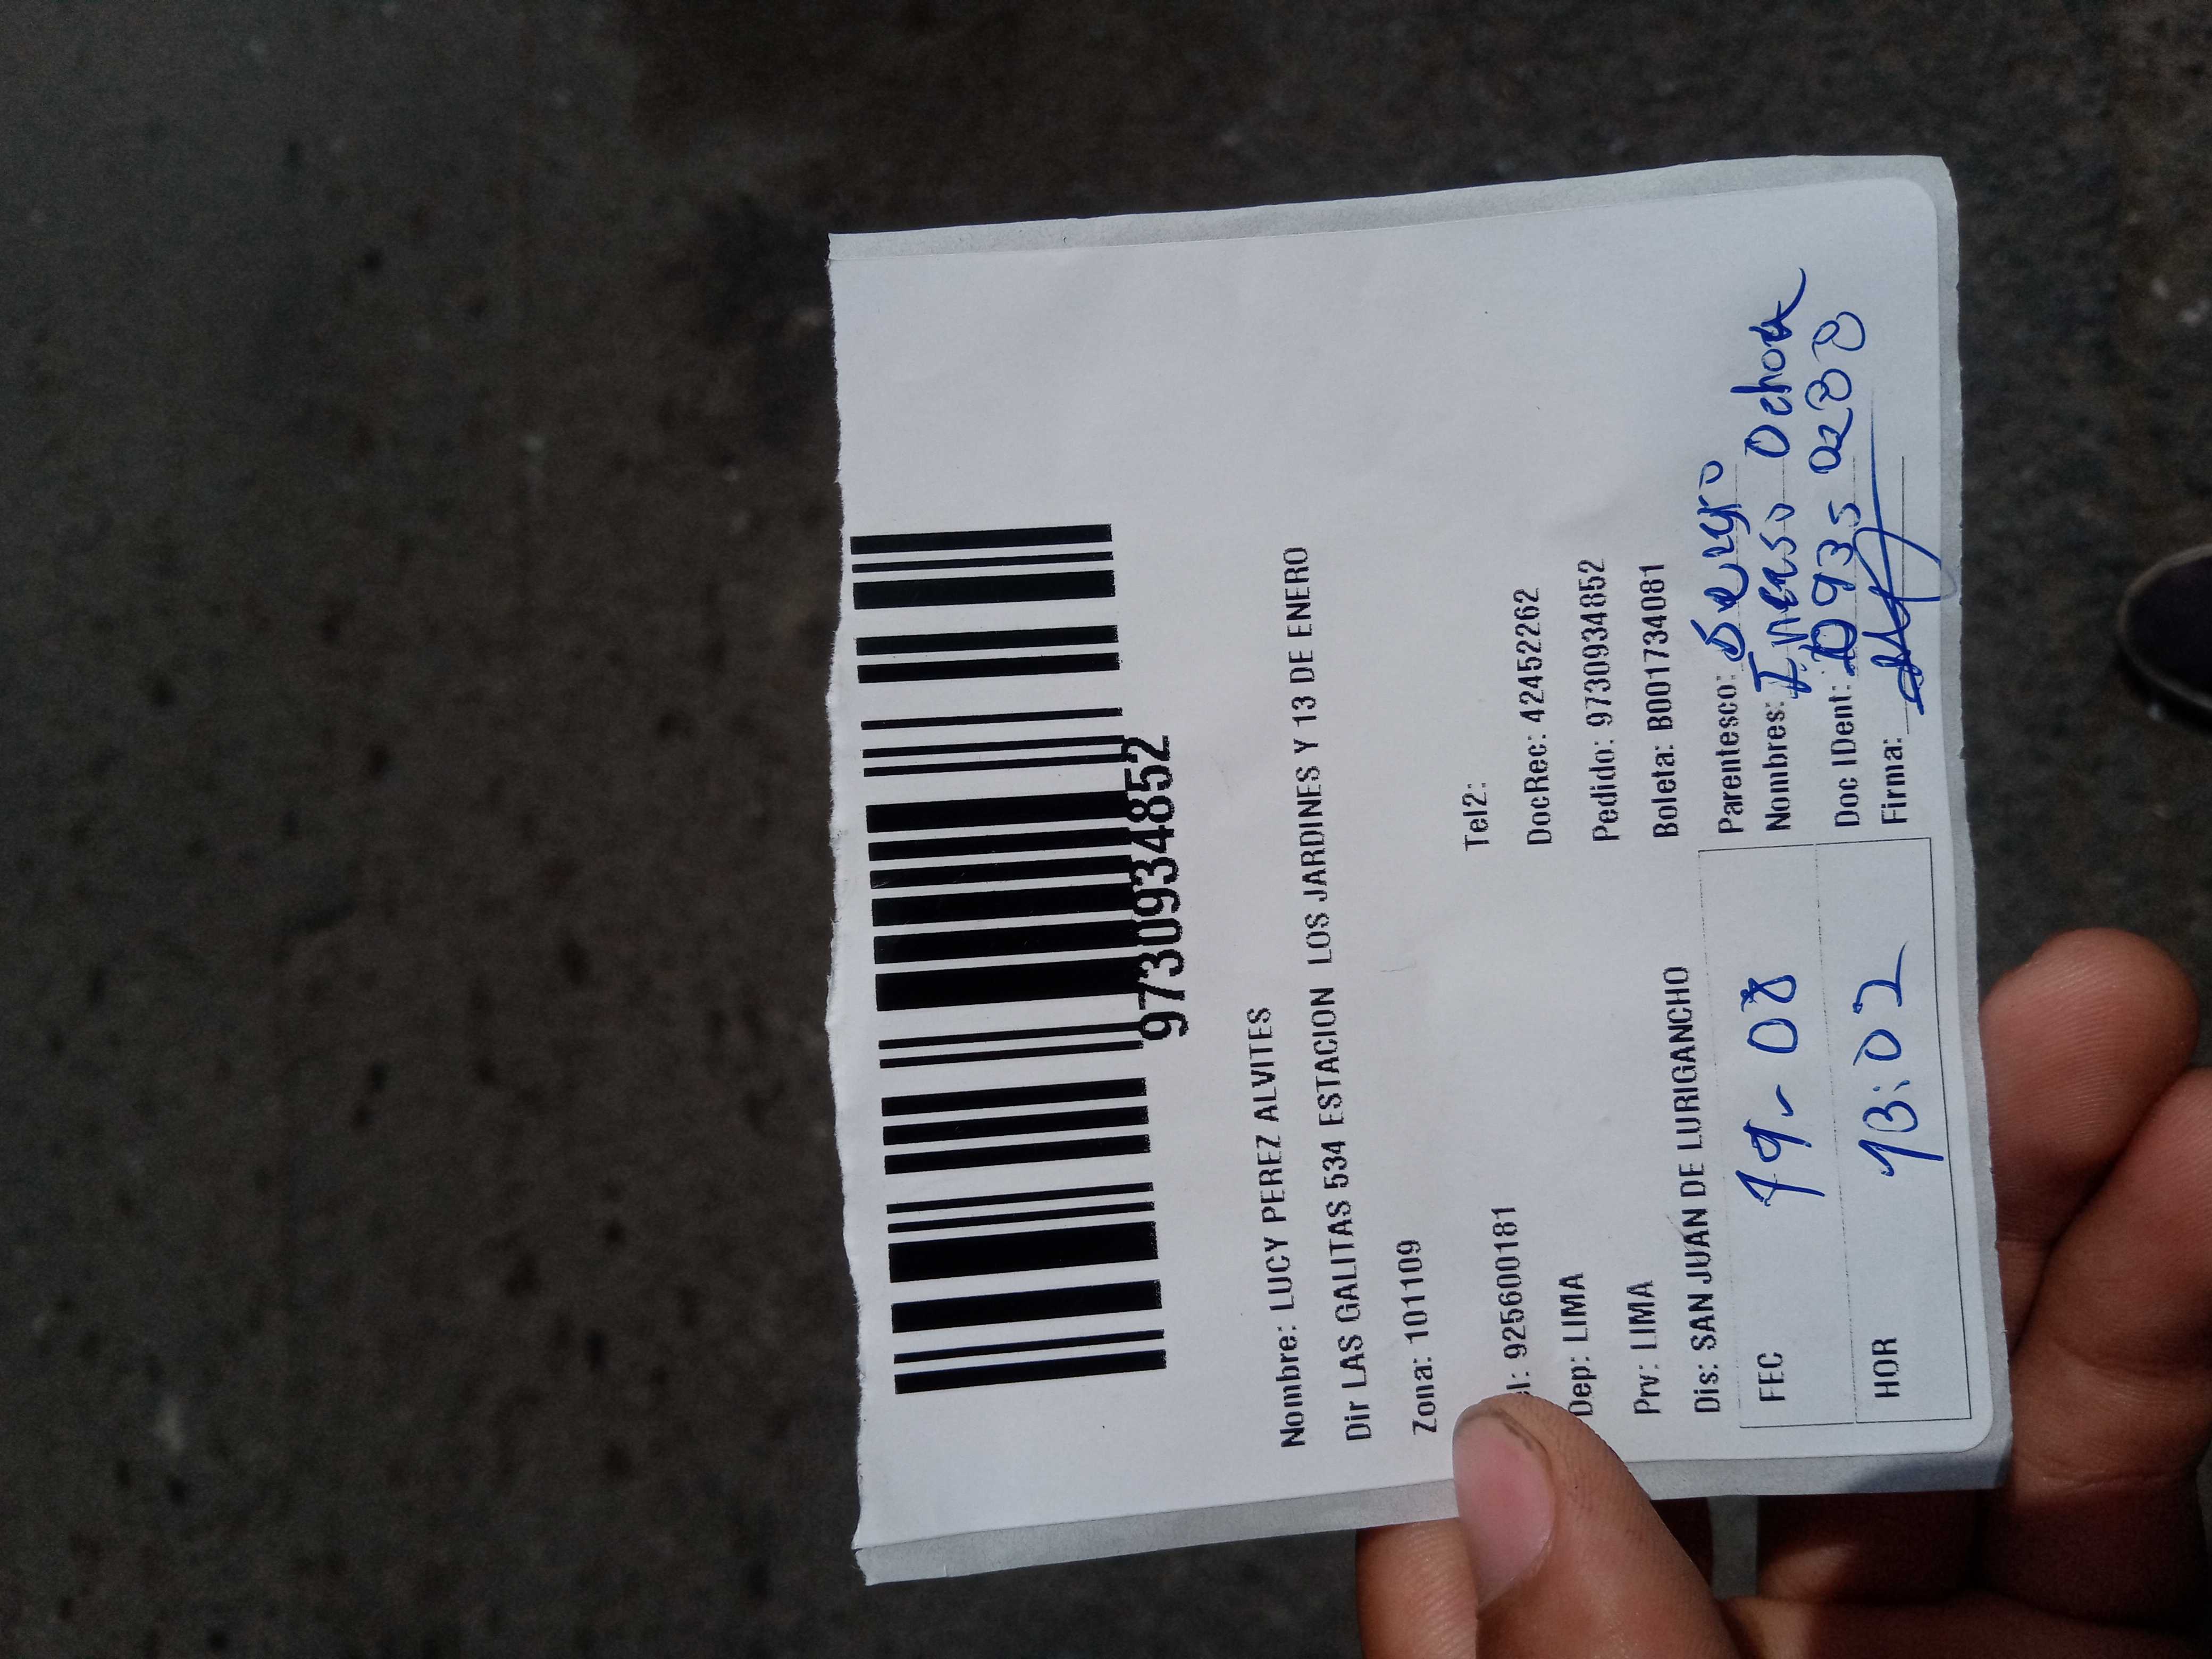 9730934852
Nombre: LUCY PEREZ ALVITES
Dir LAS GALITAS 534 ESTACION LOS JARDINES Y 13 DE ENERO
Zona: 101109
el: 925600181 Tel2:
Dep: LIMA DocRec: 42452262
Prv: LIMA Pedido: 9730934852
Dis: SAN JUAN DE LURIGANCHO Boleta: B001734081
FEC 19-08 Parentesco: Suegro
Nombres: Ochoa
HOR 13:02 Doc IDent:
Firma: